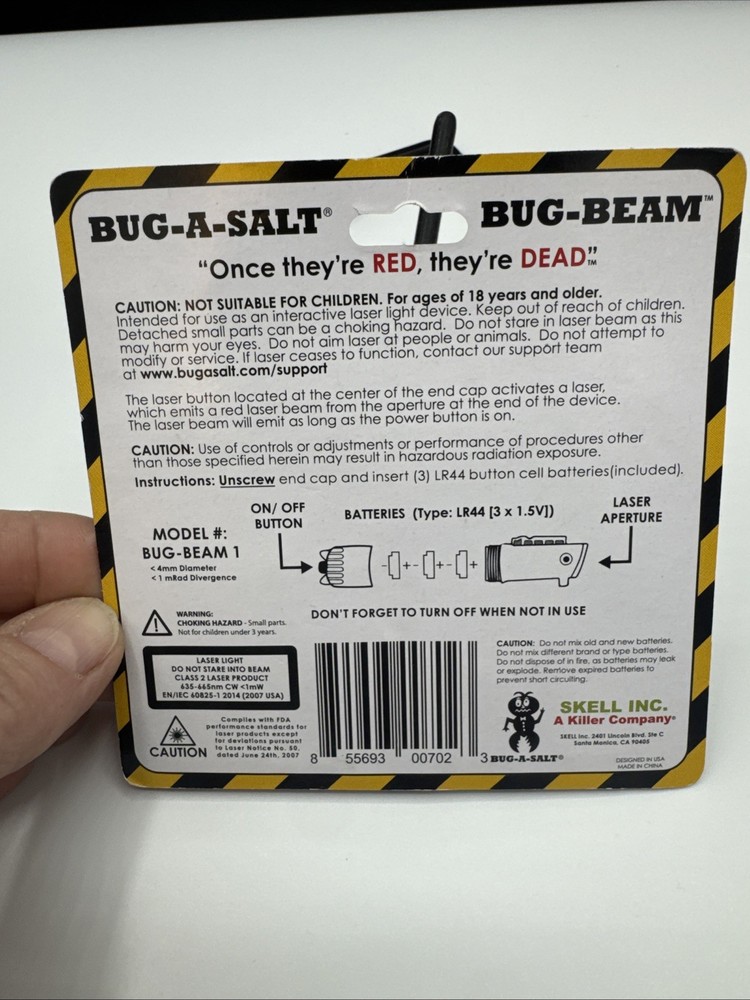 BUG-A-SALT® BUG-BEAM™
“Once they're RED, they're DEAD”™
CAUTION: NOT SUITABLE FOR CHILDREN. For ages of 18 years and older.
Intended for use as an interactive laser light device. Keep out of reach of children.
Detached small parts can be a choking hazard. Do not stare in laser beam as this
may harm your eyes. Do not aim laser at people or animals. Do not attempt to
modify or service. If laser ceases to function, contact our support team
at www.bugasalt.com/support
The laser button located at the center of the end cap activates a laser,
which emits a red laser beam from the aperture at the end of the device.
The laser beam will emit as long as the power button is on.
CAUTION: Use of controls or adjustments or performance of procedures other
than those specified herein may result in hazardous radiation exposure.
Instructions: Unscrew end cap and insert (3) LR44 button cell batteries(included).
ON/ OFF
BUTTON
BATTERIES (Type: LR44 [3 x 1.5V])
LASER
APERTURE
MODEL #:
BUG-BEAM 1
<4mm Diameter
<1 mRad Divergence
- + - + - +
WARNING:
CHOKING HAZARD - Small parts.
Not for children under 3 years.
DON'T FORGET TO TURN OFF WHEN NOT IN USE
LASER LIGHT
DO NOT STARE INTO BEAM
CLASS 2 LASER PRODUCT
635-665nm CW <1mW
EN/IEC 60825-1 2014 (2007 USA)
CAUTION
Complies with FDA
performance standards for
laser products except
for deviations pursuant
to Laser Notice No. 50,
dated June 24th, 2007
8 55693 00702 3
CAUTION: Do not mix old and new batteries.
Do not mix different brand or type batteries.
Do not dispose of in fire, as batteries may leak
or explode. Remove expired batteries to
prevent short circuiting.
SKELL INC.
A Killer Company®
SKELL Inc. 2401 Lincoln Blvd, Ste C
Santa Monica, CA 90405
BUG-A-SALT®
DESIGNED IN USA
MADE IN CHINA